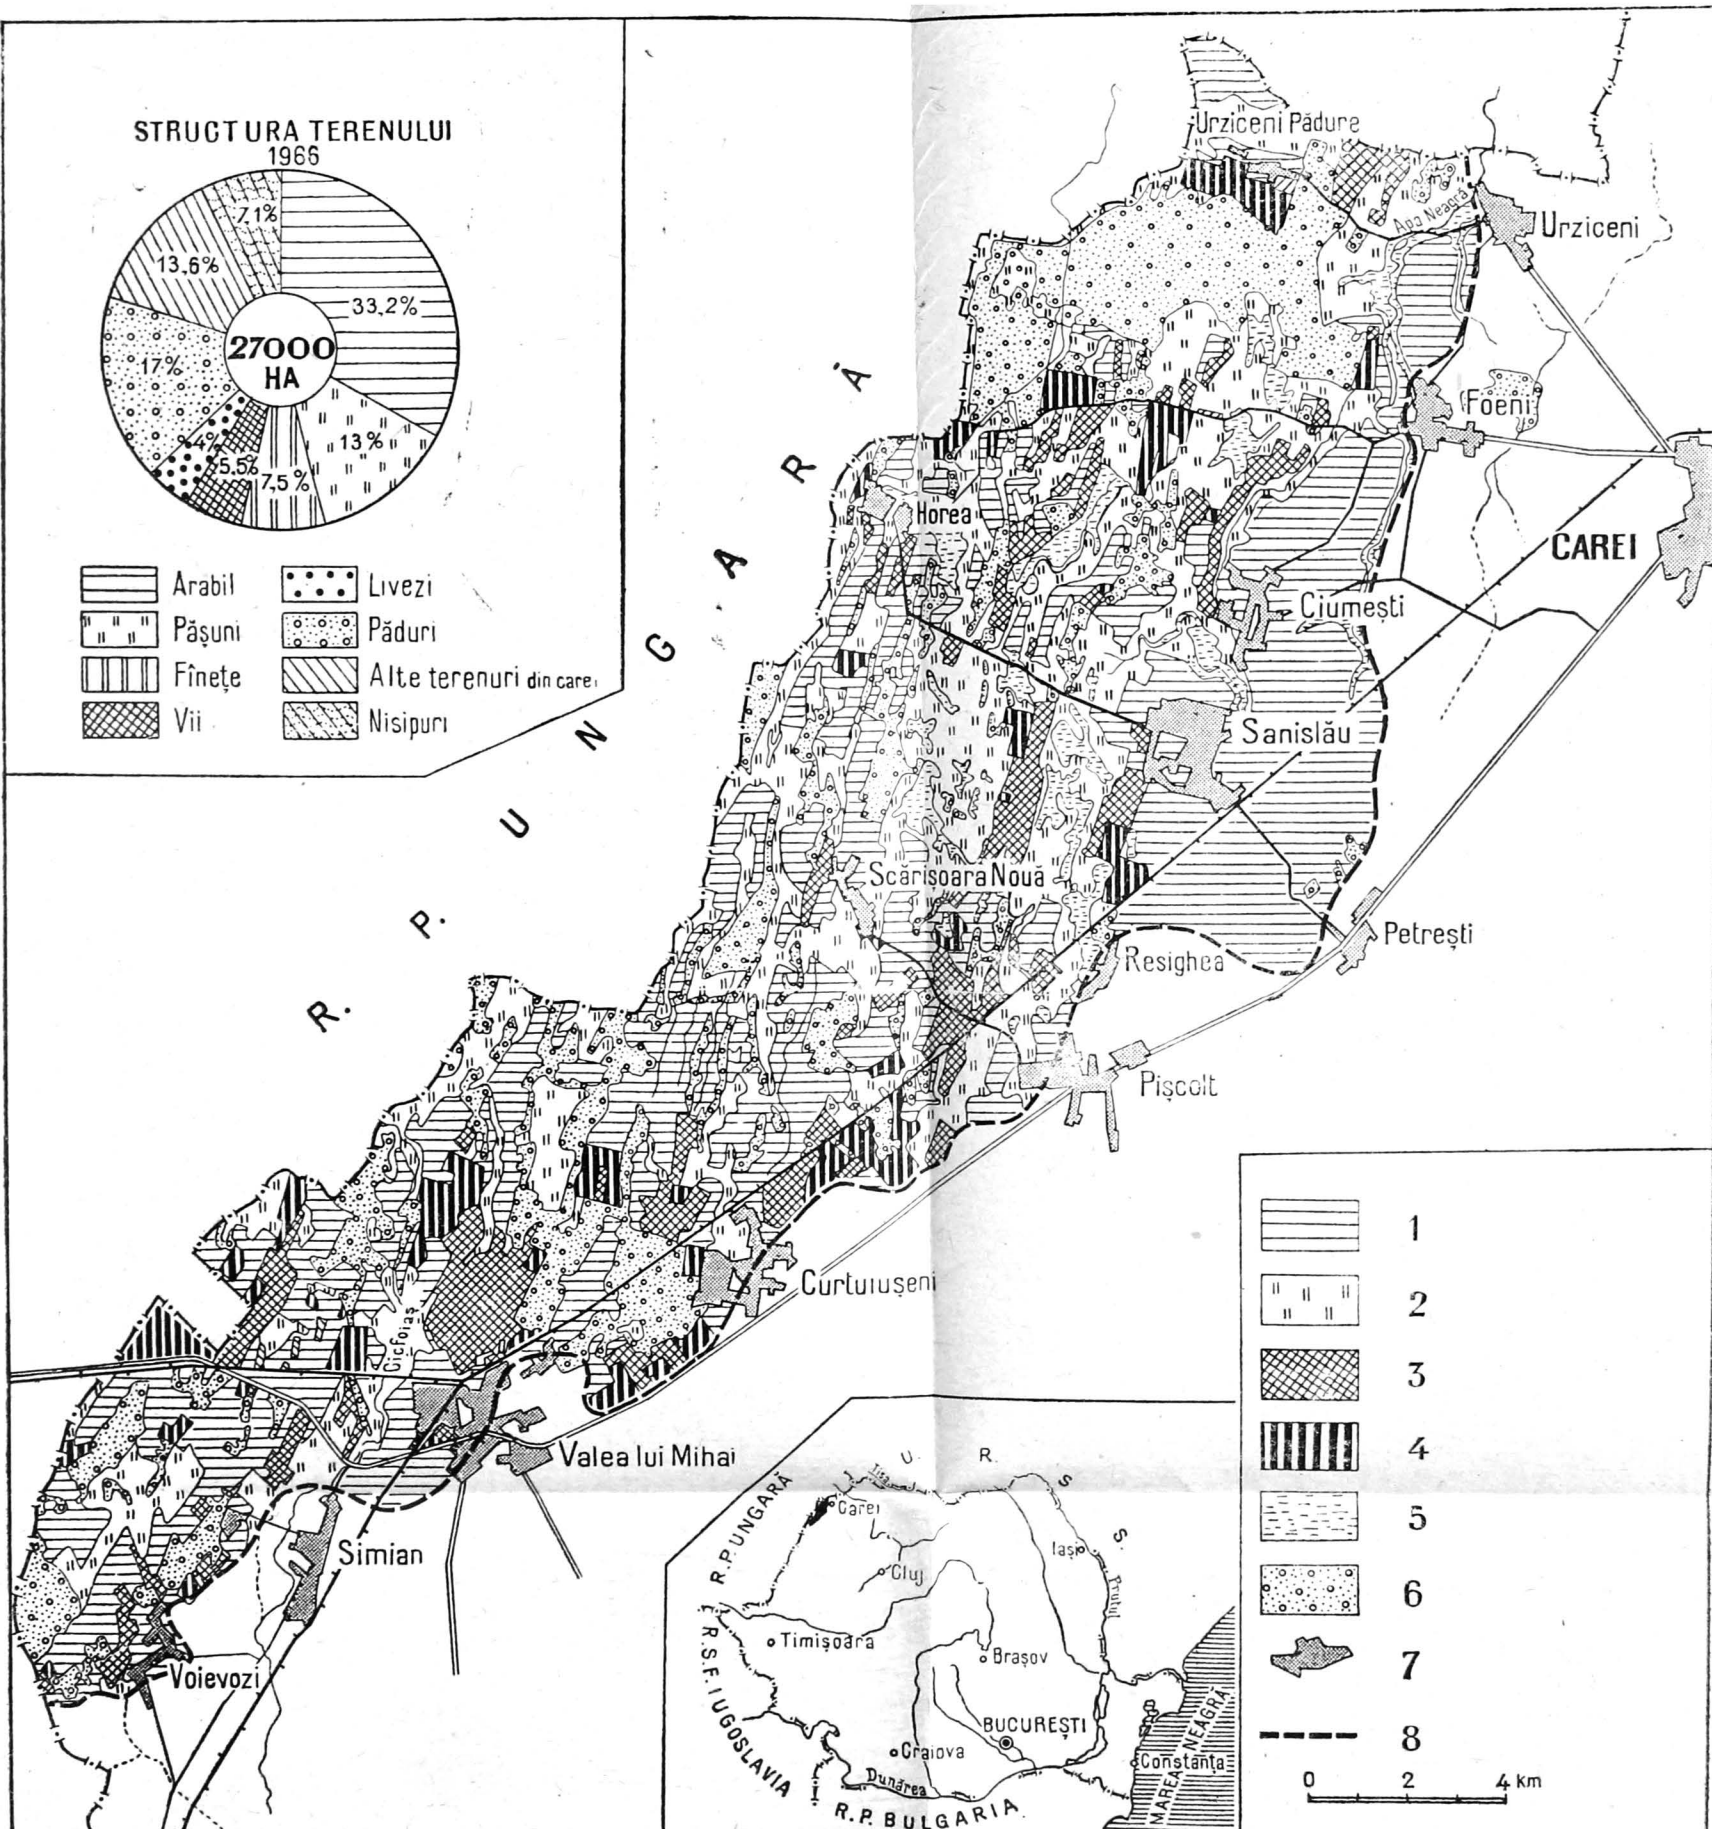 STRUCTURA TERENULUI
1966
7,1%
13,6%
33,2%
17%
27000
HA
4%
5,5%
7,5%
13%
Arabil
Livezi
Pășuni
Păduri
Fînețe
Alte terenuri din carei
Vii
Nisipuri
R. P. UNGARĂ
Urziceni Pădure
Apa Neagră
Urziceni
Foeni
Horea
CAREI
Ciumești
Sanislău
Scărișoara Nouă
Petrești
Resighea
Pișcolt
Curtuiușeni
Valea lui Mihai
Simian
Voievozi
1
2
3
4
5
6
7
8
0 2 4 km
U. R. S. S.
R.P.UNGARĂ
Tisa
Carei
Iași
Cluj
Prutul
Timișoara
Brașov
R.S.F.IUGOSLAVIA
BUCUREȘTI
Craiova
Constanța
Dunărea
MAREA NEAGRĂ
R.P.BULGARIA